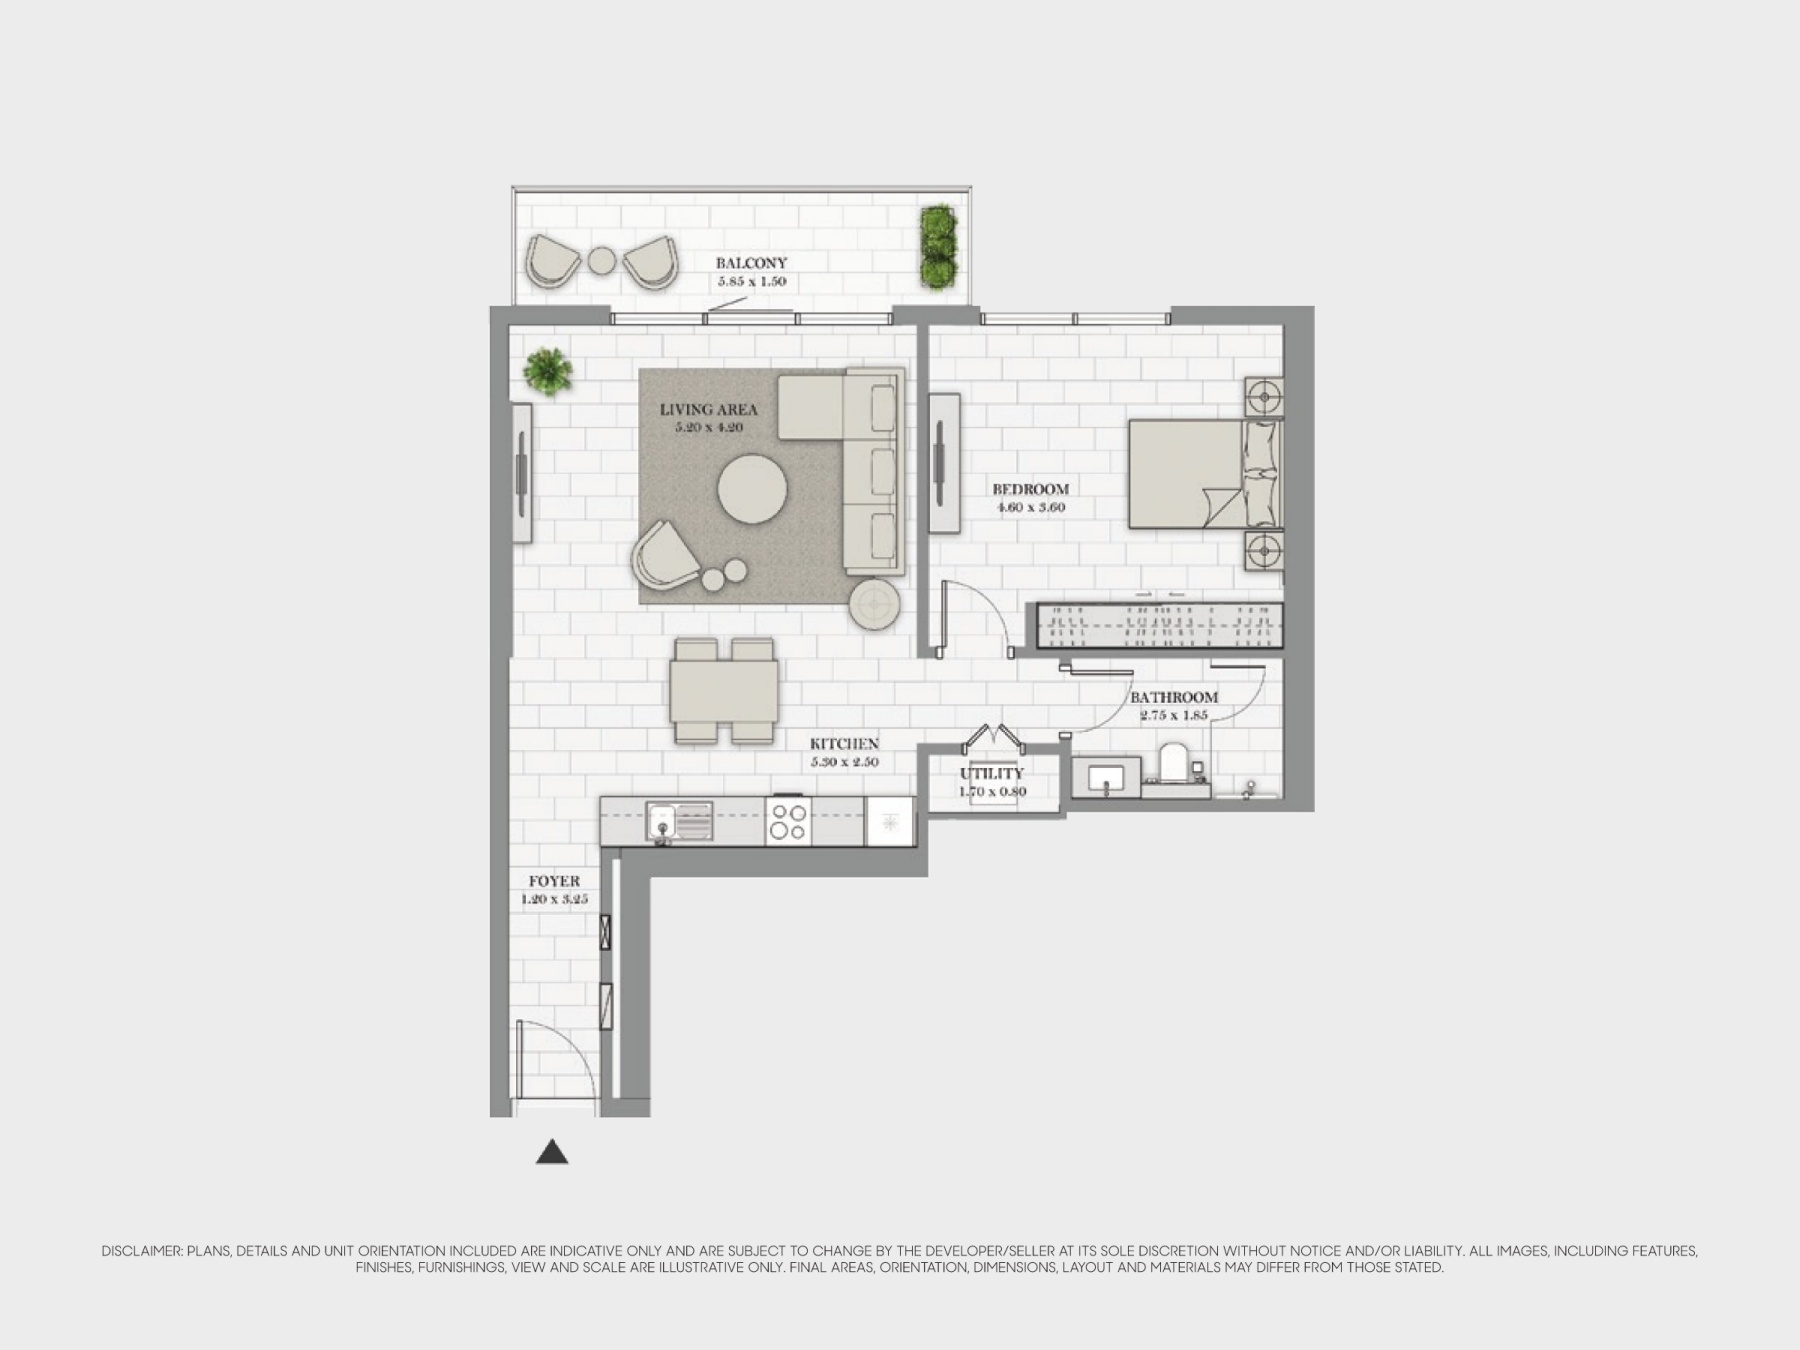 BALCONY
5.85 x 1.50
LIVING AREA
5.20 x 4.20
BEDROOM
4.60 x 3.60
BATHROOM
2.75 x 1.85
KITCHEN
5.30 x 2.50
UTILITY
1.70 x 0.80
FOYER
1.20 x 3.25
DISCLAIMER: PLANS, DETAILS AND UNIT ORIENTATION INCLUDED ARE INDICATIVE ONLY AND ARE SUBJECT TO CHANGE BY THE DEVELOPER/SELLER AT ITS SOLE DISCRETION WITHOUT NOTICE AND/OR LIABILITY. ALL IMAGES, INCLUDING FEATURES,
FINISHES, FURNISHINGS, VIEW AND SCALE ARE ILLUSTRATIVE ONLY. FINAL AREAS, ORIENTATION, DIMENSIONS, LAYOUT AND MATERIALS MAY DIFFER FROM THOSE STATED.